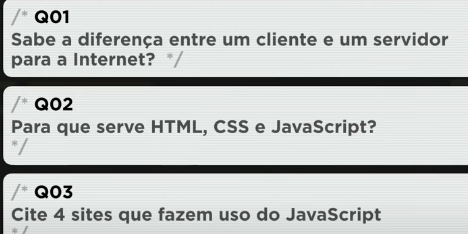 /* Q01
Sabe a diferença entre um cliente e um servidor
para a Internet? */
/* Q02
Para que serve HTML, CSS e JavaScript?
*/
/* Q03
Cite 4 sites que fazem uso do JavaScript
*/